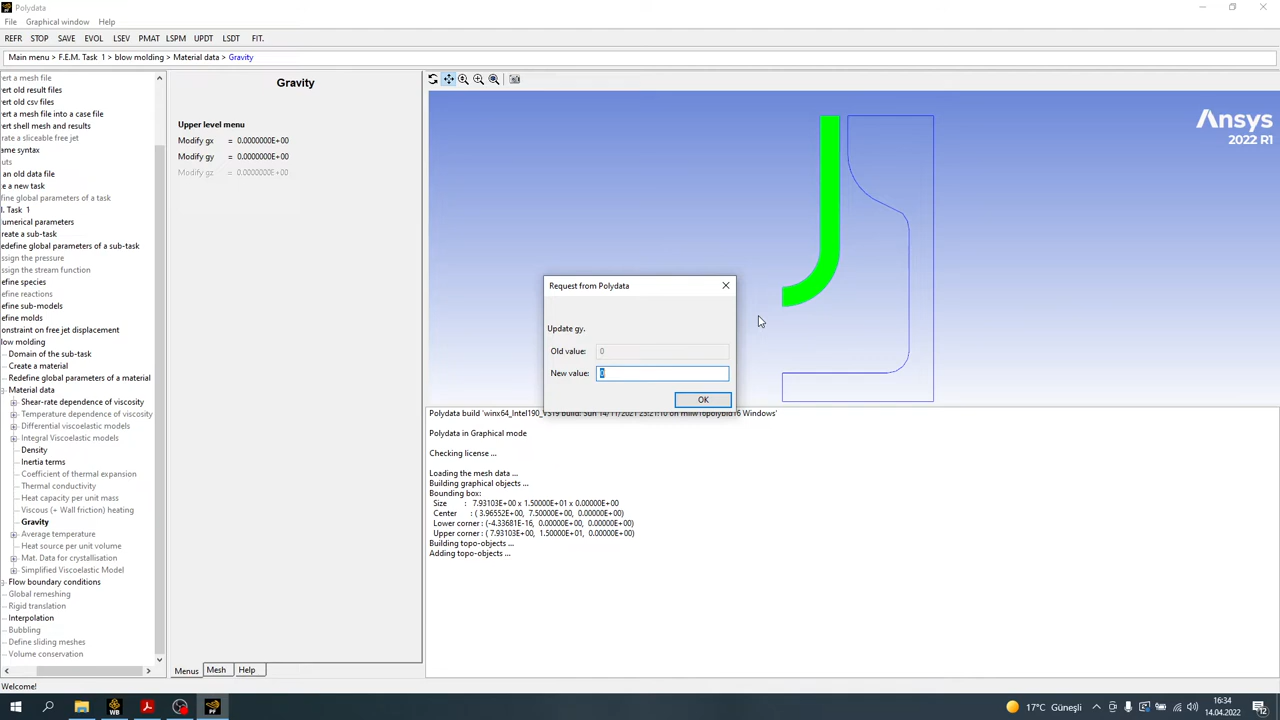 Polydata
File Graphical window Help
REFR STOP SAVE EVOL LSEV PMAT LSPM UPDT LSDT FIT.
Main menu > F.E.M. Task 1 > blow molding > Material data > Gravity
ert a mesh file
ert old result files
ert old csv files
ert a mesh file into a case file
ert shell mesh and results
rate a sliceable free jet
ame syntax
uts
an old data file
e a new task
fine global parameters of a task
. Task 1
umerical parameters
reate a sub-task
edefine global parameters of a sub-task
ssign the pressure
ssign the stream function
efine species
efine reactions
efine sub-models
efine molds
onstraint on free jet displacement
low molding
Domain of the sub-task
Create a material
Redefine global parameters of a material
Material data
Shear-rate dependence of viscosity
Temperature dependence of viscosity
Differential viscoelastic models
Integral Viscoelastic models
Density
Inertia terms
Coefficient of thermal expansion
Thermal conductivity
Heat capacity per unit mass
Viscous (+ Wall friction) heating
Gravity
Average temperature
Heat source per unit volume
Mat. Data for crystallisation
Simplified Viscoelastic Model
Flow boundary conditions
Global remeshing
Rigid translation
Interpolation
Bubbling
Define sliding meshes
Volume conservation
Gravity
Upper level menu
Modify gx = 0.0000000E+00
Modify gy = 0.0000000E+00
Modify gz = 0.0000000E+00
Menus Mesh Help
Ansys
2022 R1
Request from Polydata
Update gy.
Old value: 0
New value: 0
OK
Polydata in Graphical mode
Checking license ...
Loading the mesh data ...
Building graphical objects ...
Bounding box:
Size : 7.93103E+00 x 1.50000E+01 x 0.00000E+00
Center : ( 3.96552E+00, 7.50000E+00, 0.00000E+00)
Lower corner : (-4.33681E-16, 0.00000E+00, 0.00000E+00)
Upper corner : ( 7.93103E+00, 1.50000E+01, 0.00000E+00)
Building topo-objects ...
Adding topo-objects ...
Welcome!
WB
PF
17°C Güneşli
16:34
14.04.2022
12